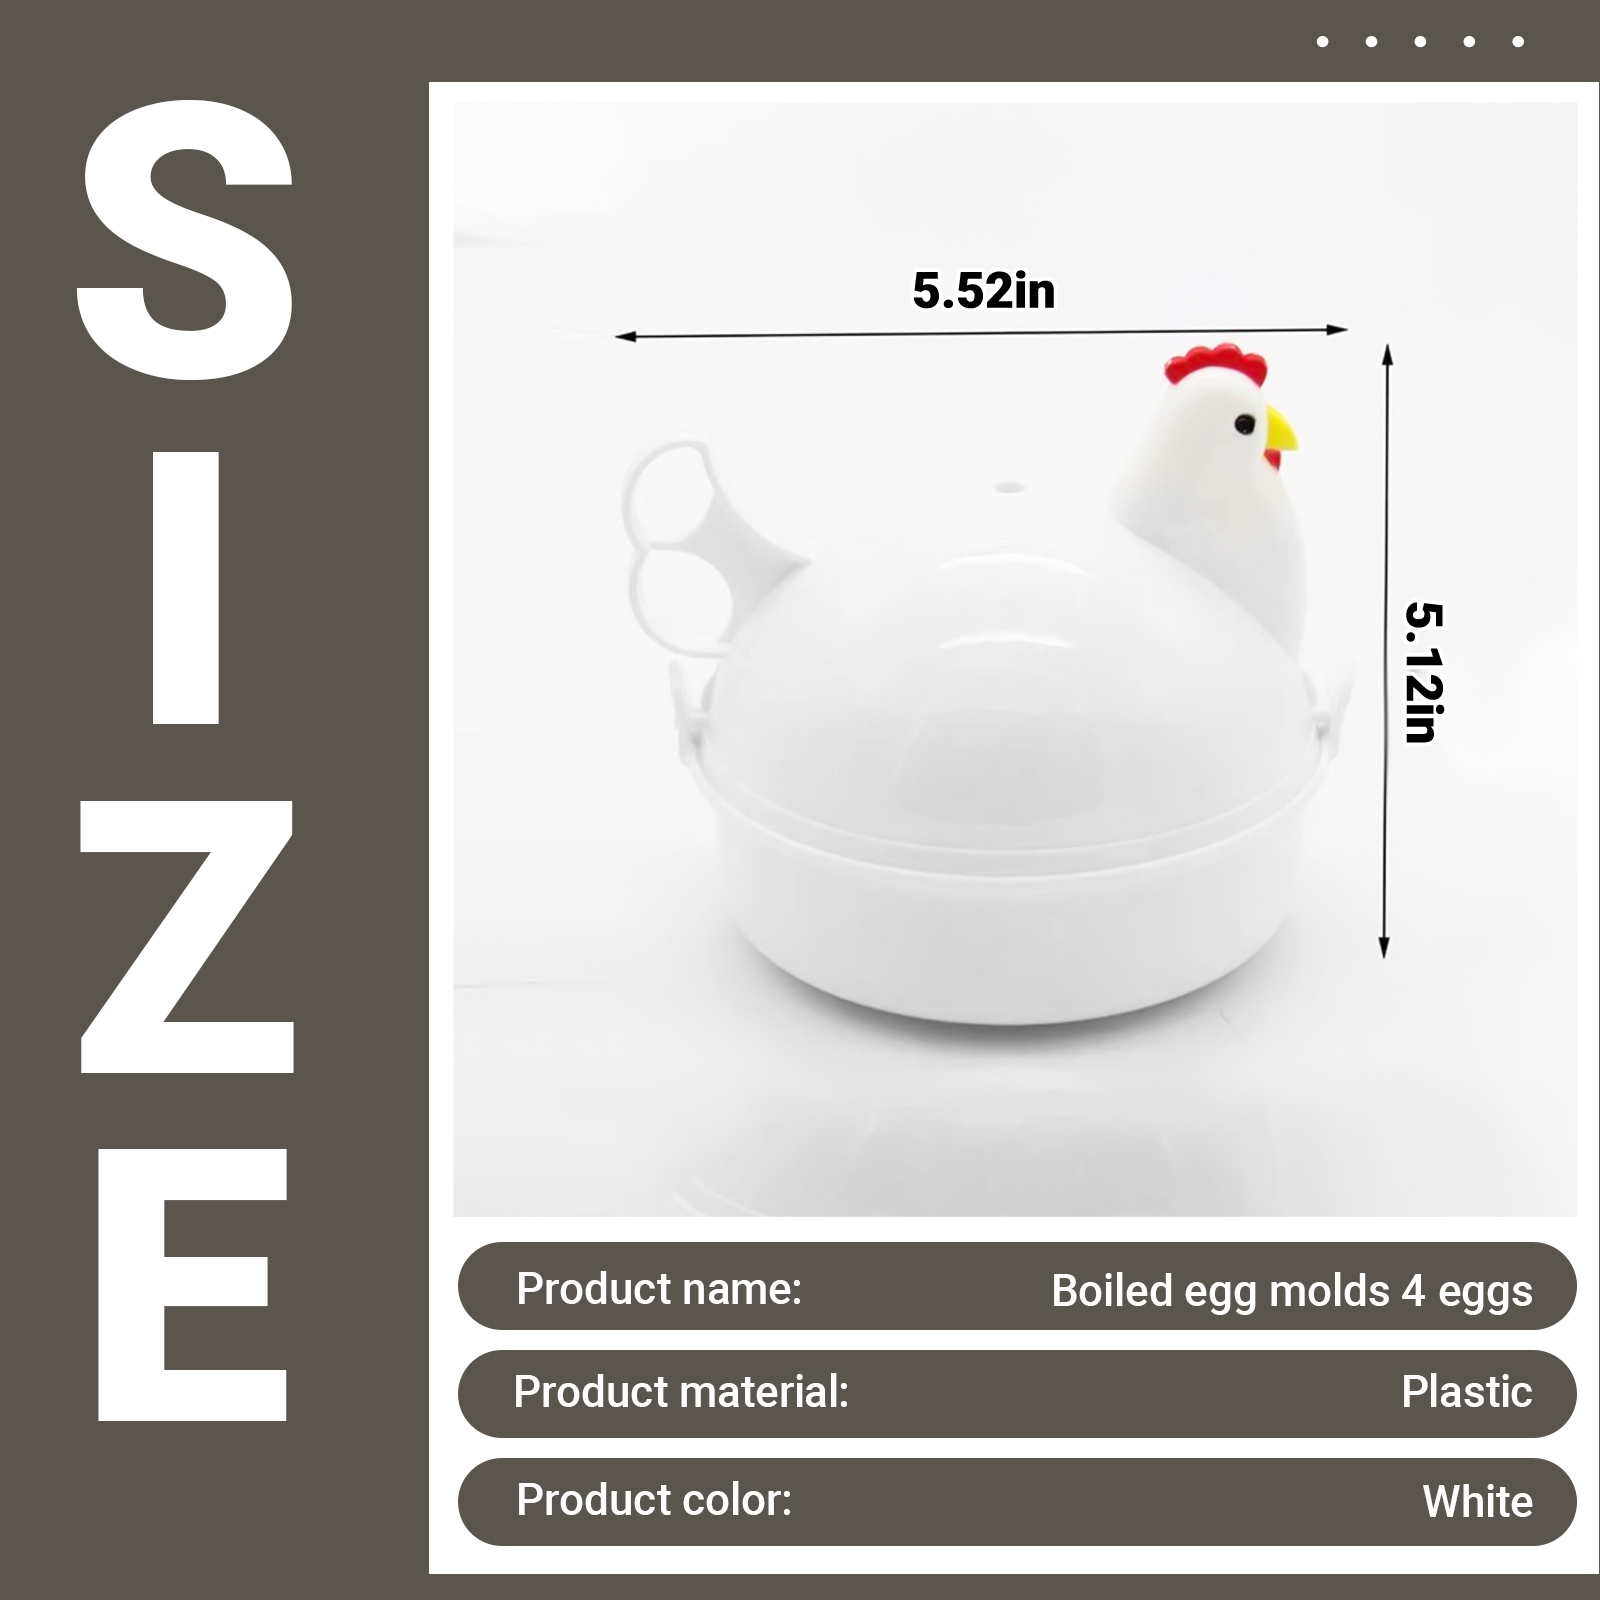 SIZE
5.52in
5.12in
Product name: Boiled egg molds 4 eggs
Product material: Plastic
Product color: White